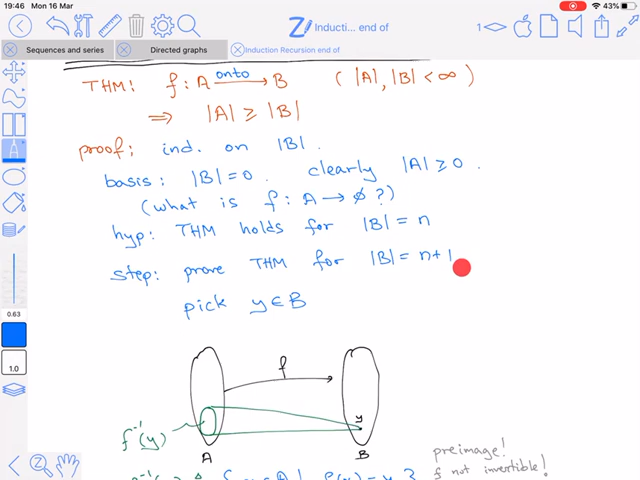 19:46 Mon 16 Mar
43%
Inducti...end of
1
Sequences and series
Directed graphs
Induction Recursion end of
THM: f: A onto⟶ B ( |A|, |B| < ∞ )
⟹ |A| ≥ |B|
proof: ind. on |B|.
basis: |B| = 0. clearly |A| ≥ 0.
(what is f: A → ∅ ?)
hyp: THM holds for |B| = n
step: prove THM for |B| = n+1
pick y ∈ B
0.63
1.0
f
y
f⁻¹(y)
A
B
preimage!
f not invertible!